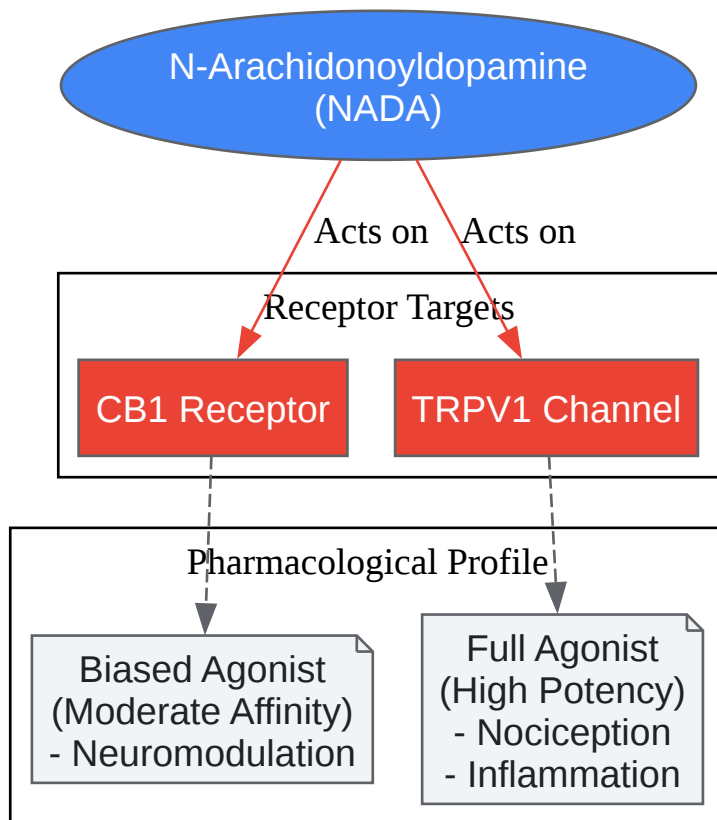 N-Arachidonoyldopamine
(NADA)
Acts on
Acts on
Receptor Targets
CB1 Receptor
TRPV1 Channel
Pharmacological Profile
Biased Agonist
(Moderate Affinity)
- Neuromodulation
Full Agonist
(High Potency)
- Nociception
- Inflammation